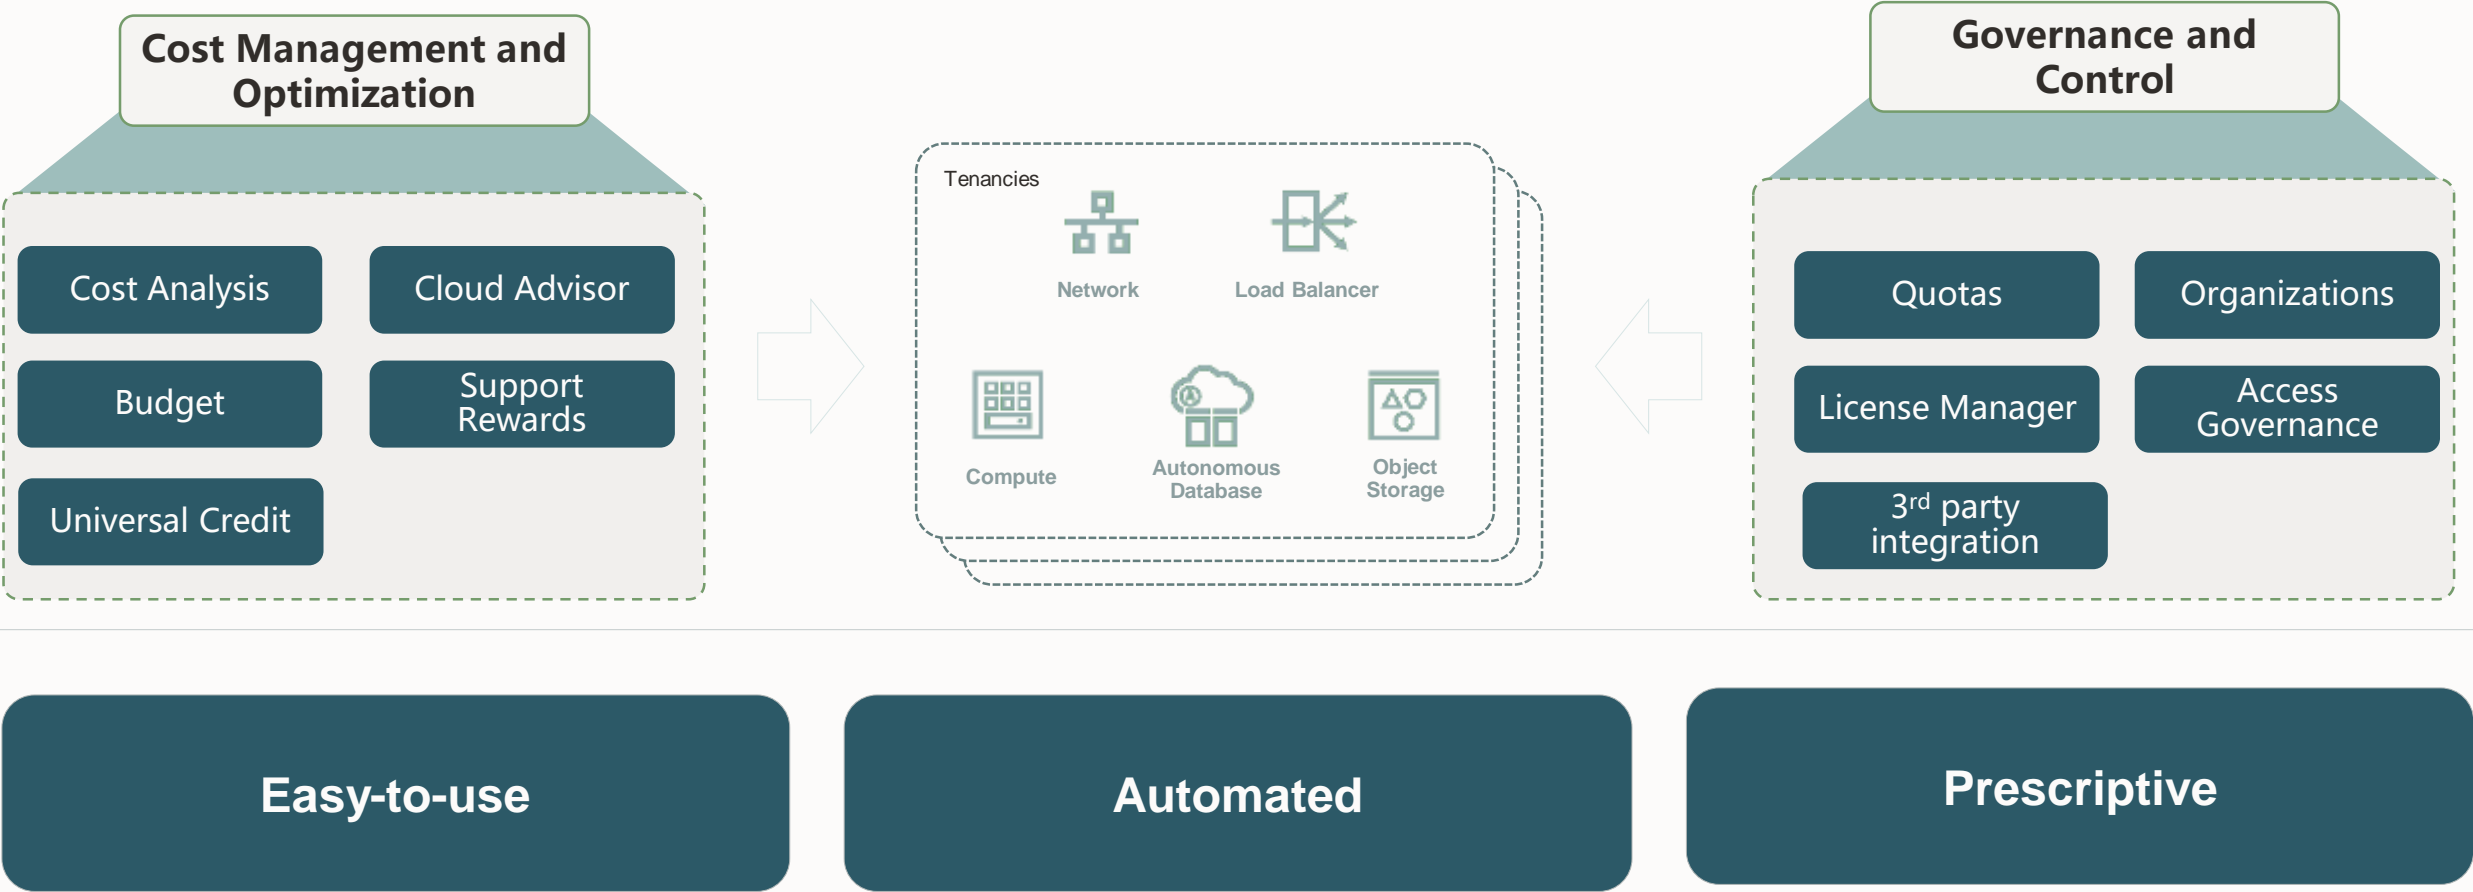 Cost Management and
Optimization
Cost Analysis
Cloud Advisor
Budget
Support
Rewards
Universal Credit
Tenancies
Network
Load Balancer
Compute
Autonomous
Database
Object
Storage
Governance and
Control
Quotas
Organizations
License Manager
Access
Governance
3rd party
integration
Easy-to-use
Automated
Prescriptive